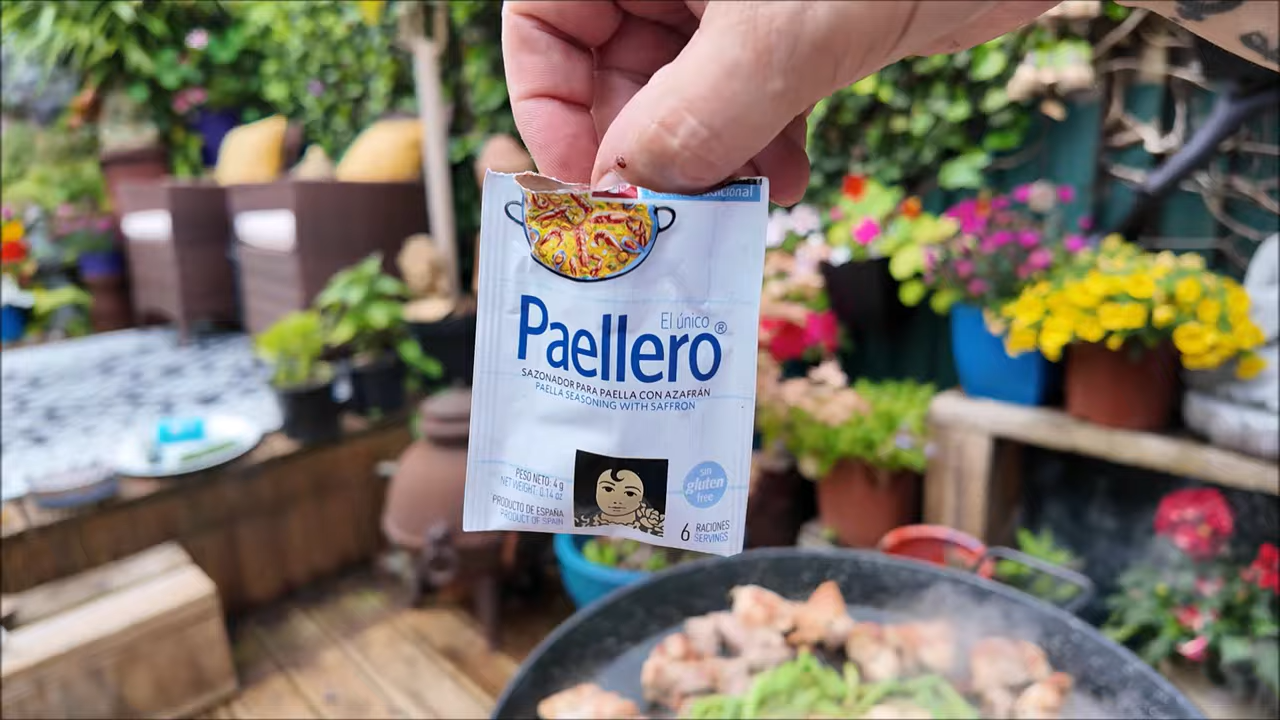 El único
Paellero®
SAZONADOR PARA PAELLA CON AZAFRÁN
PAELLA SEASONING WITH SAFFRON
PESO NETO: 4 g
NET WEIGHT: 0.14 oz
PRODUCTO DE ESPAÑA
PRODUCT OF SPAIN
sin
gluten
free
6 RACIONES
SERVINGS